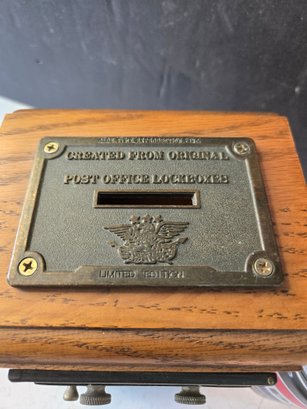 CREATED FROM ORIGINAL
POST OFFICE LOCKBOXES
LIMITED EDITION